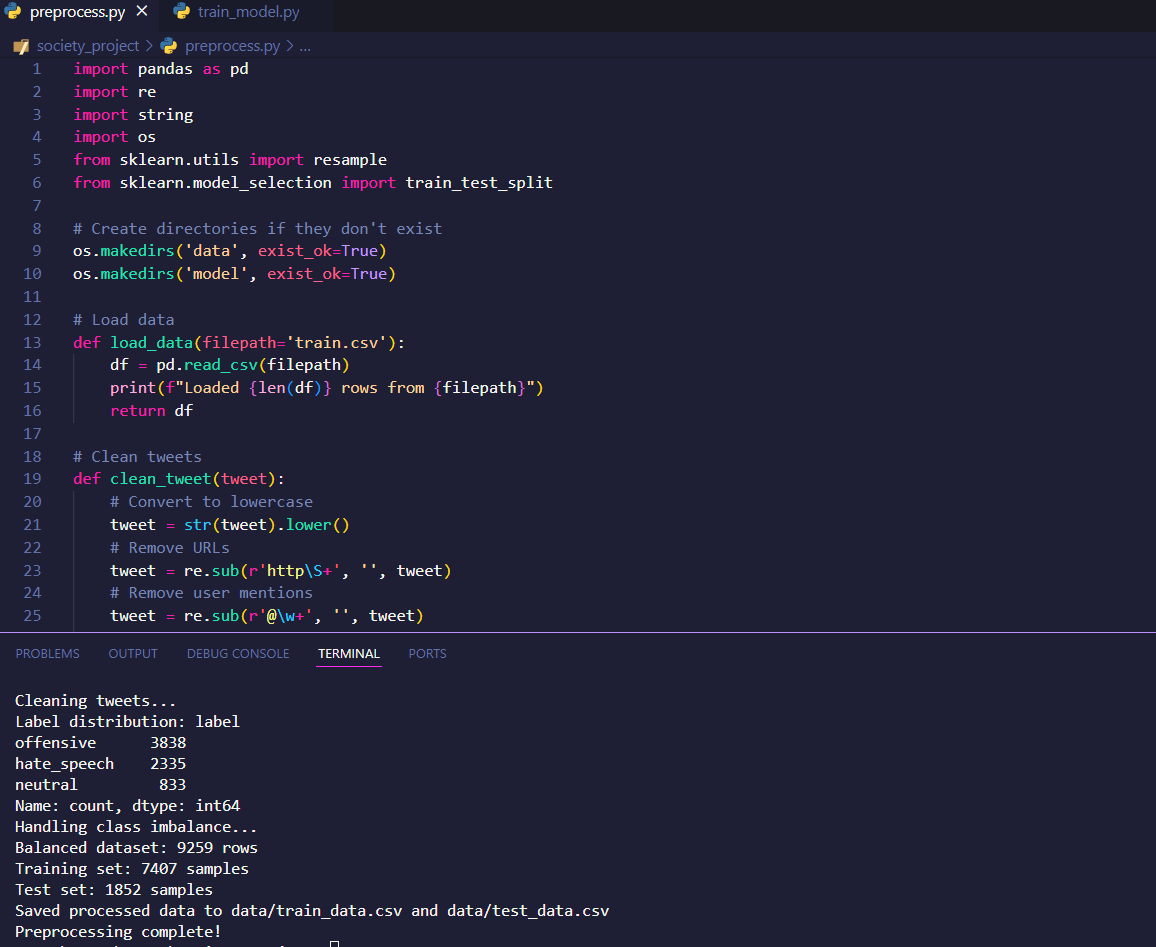 preprocess.py ✕ train_model.py
society_project > preprocess.py > ...
1 import pandas as pd
2 import re
3 import string
4 import os
5 from sklearn.utils import resample
6 from sklearn.model_selection import train_test_split
7
8 # Create directories if they don't exist
9 os.makedirs('data', exist_ok=True)
10 os.makedirs('model', exist_ok=True)
11
12 # Load data
13 def load_data(filepath='train.csv'):
14     df = pd.read_csv(filepath)
15     print(f"Loaded {len(df)} rows from {filepath}")
16     return df
17
18 # Clean tweets
19 def clean_tweet(tweet):
20     # Convert to lowercase
21     tweet = str(tweet).lower()
22     # Remove URLs
23     tweet = re.sub(r'http\S+', '', tweet)
24     # Remove user mentions
25     tweet = re.sub(r'@\w+', '', tweet)
PROBLEMS OUTPUT DEBUG CONSOLE TERMINAL PORTS
Cleaning tweets...
Label distribution: label
offensive      3838
hate_speech    2335
neutral         833
Name: count, dtype: int64
Handling class imbalance...
Balanced dataset: 9259 rows
Training set: 7407 samples
Test set: 1852 samples
Saved processed data to data/train_data.csv and data/test_data.csv
Preprocessing complete!